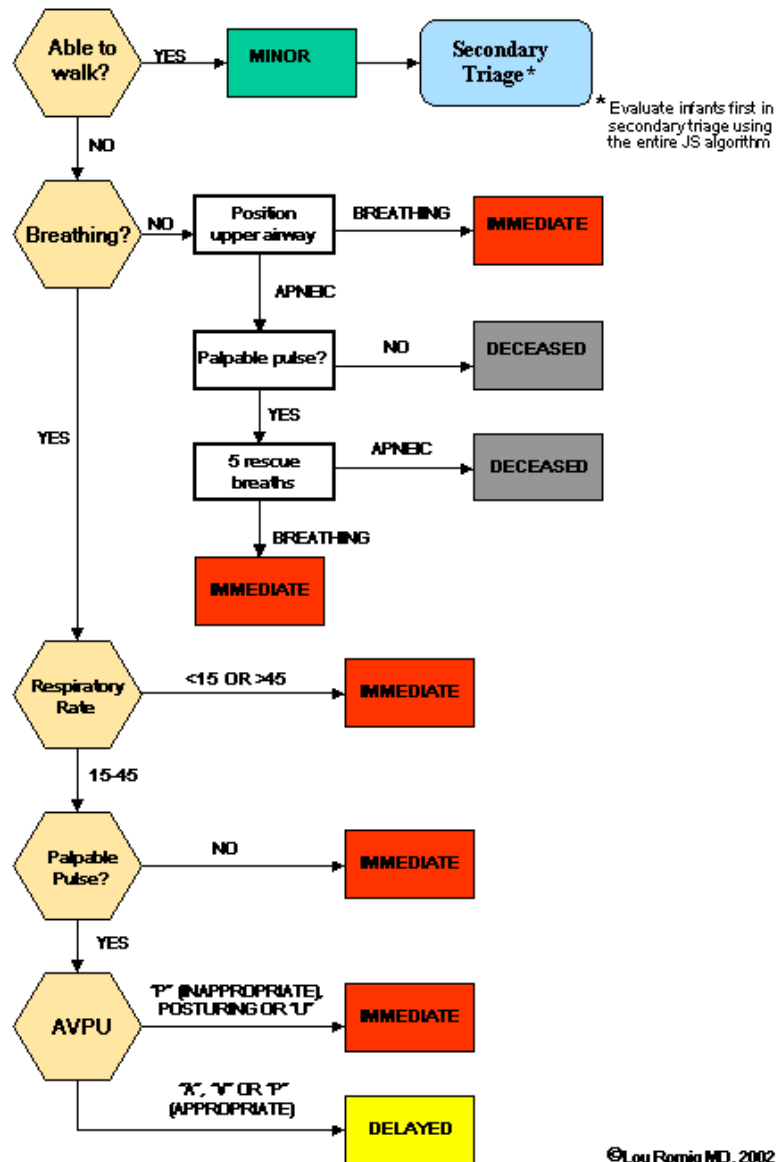 Able to
walk?
YES
MINOR
Secondary
Triage*
* Evaluate infants first in
secondary triage using
the entire JS algorithm
NO
Breathing?
NO
Position
upper airway
BREATHING
IMMEDIATE
APNEIC
Palpable pulse?
NO
DECEASED
YES
5 rescue
breaths
APNEIC
DECEASED
BREATHING
IMMEDIATE
YES
Respiratory
Rate
<15 OR >45
IMMEDIATE
15-45
Palpable
Pulse?
NO
IMMEDIATE
YES
AVPU
"P" (INAPPROPRIATE),
POSTURING OR "U"
IMMEDIATE
"A", "V" OR "P"
(APPROPRIATE)
DELAYED
©Lou Romig MD, 2002